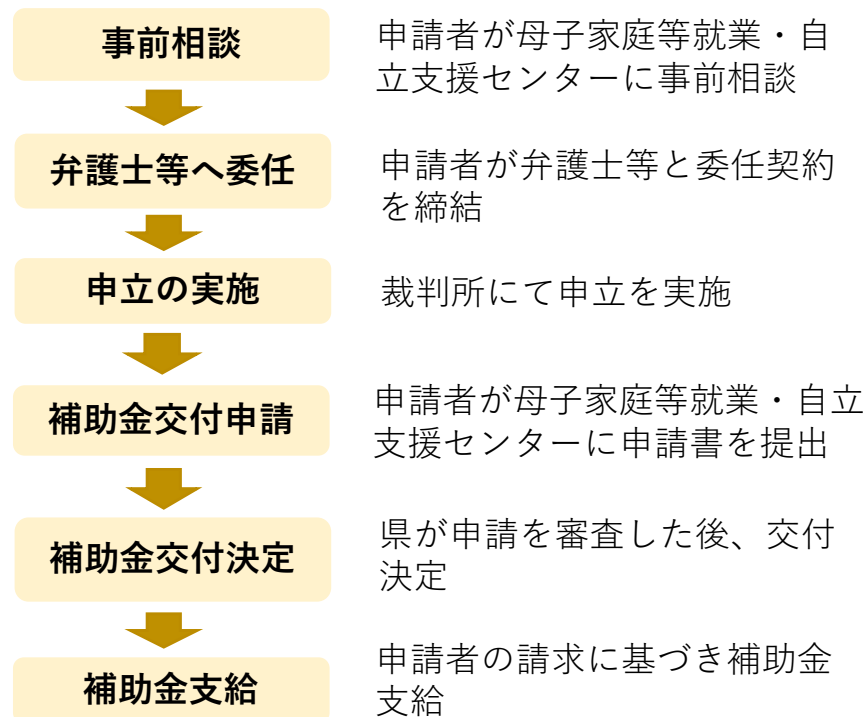 事前相談
申請者が母子家庭等就業・自
立支援センターに事前相談
弁護士等へ委任
申請者が弁護士等と委任契約
を締結
申立の実施
裁判所にて申立を実施
補助金交付申請
申請者が母子家庭等就業・自立
支援センターに申請書を提出
補助金交付決定
県が申請を審査した後、交付
決定
補助金支給
申請者の請求に基づき補助金
支給